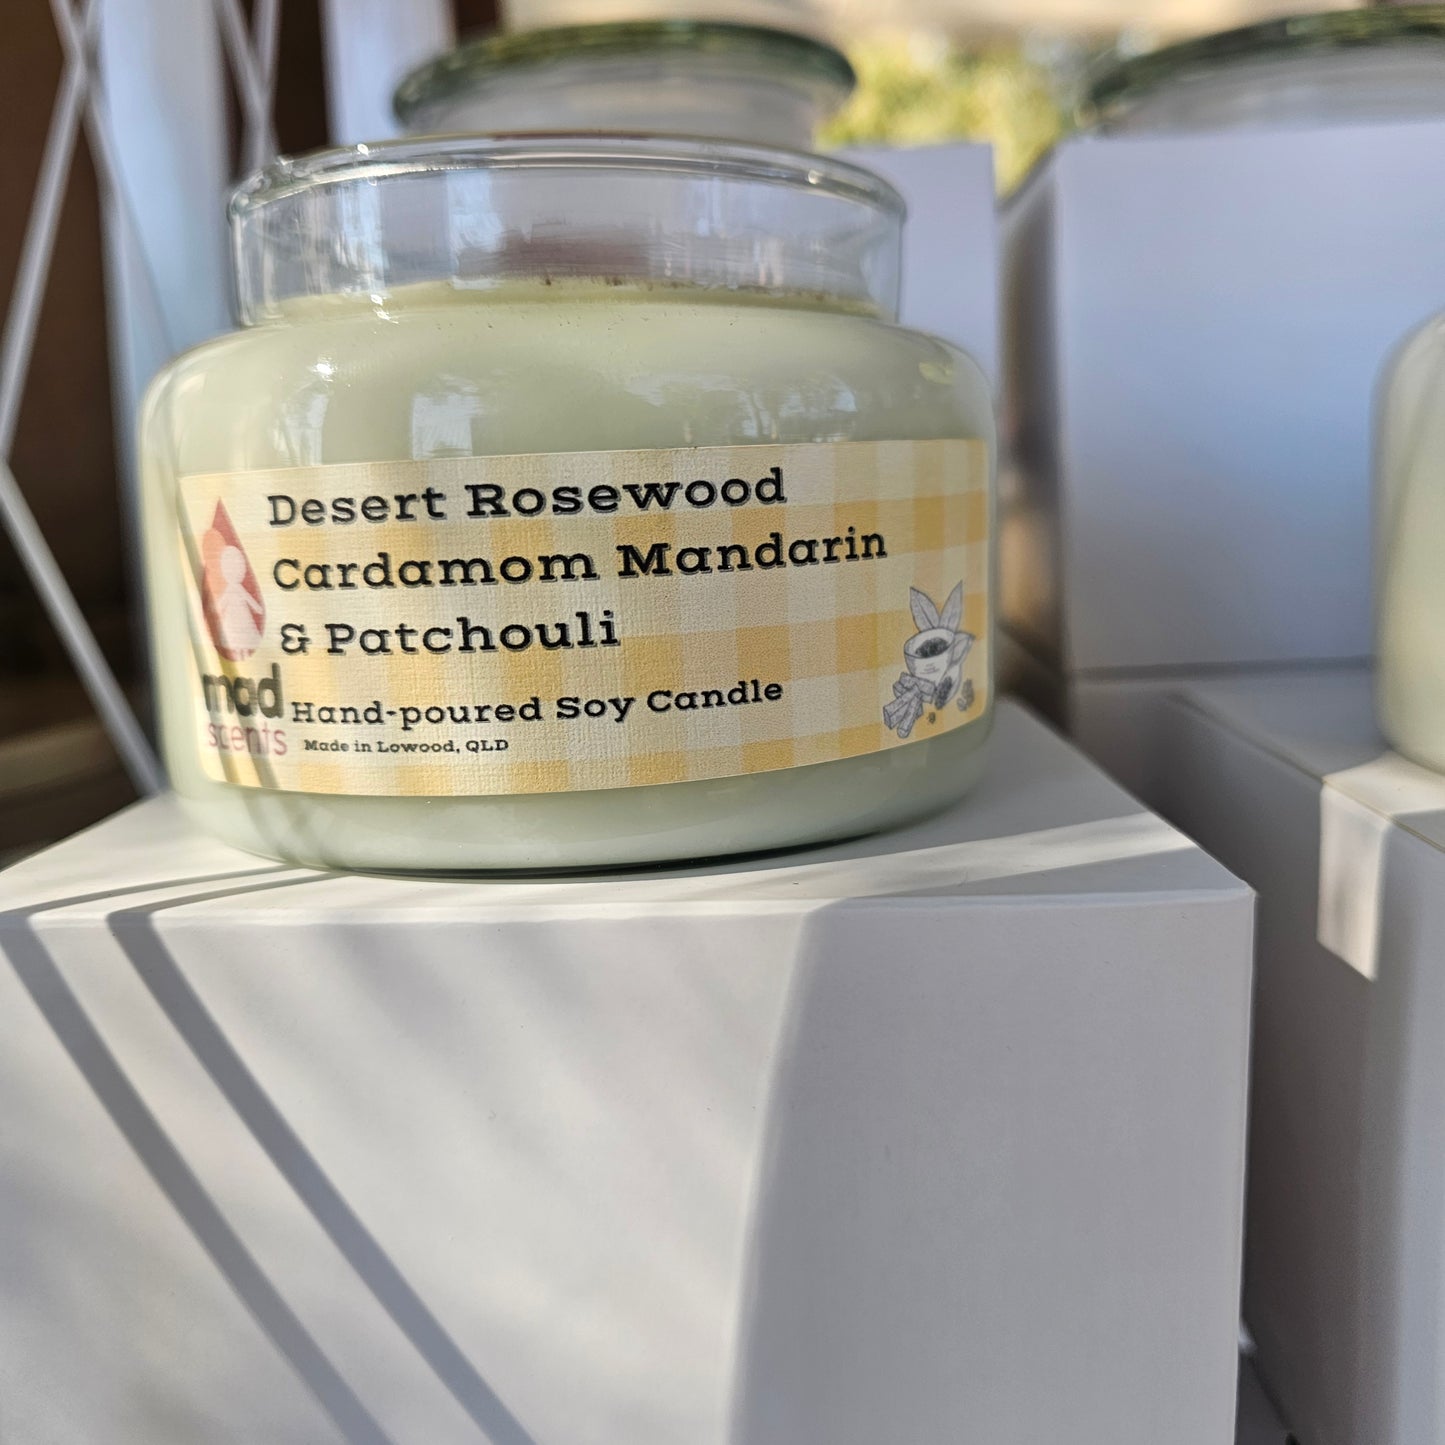 Desert Rosewood
Cardamom Mandarin
& Patchouli
mad
scents
Hand-poured Soy Candle
Made in Lowood, QLD